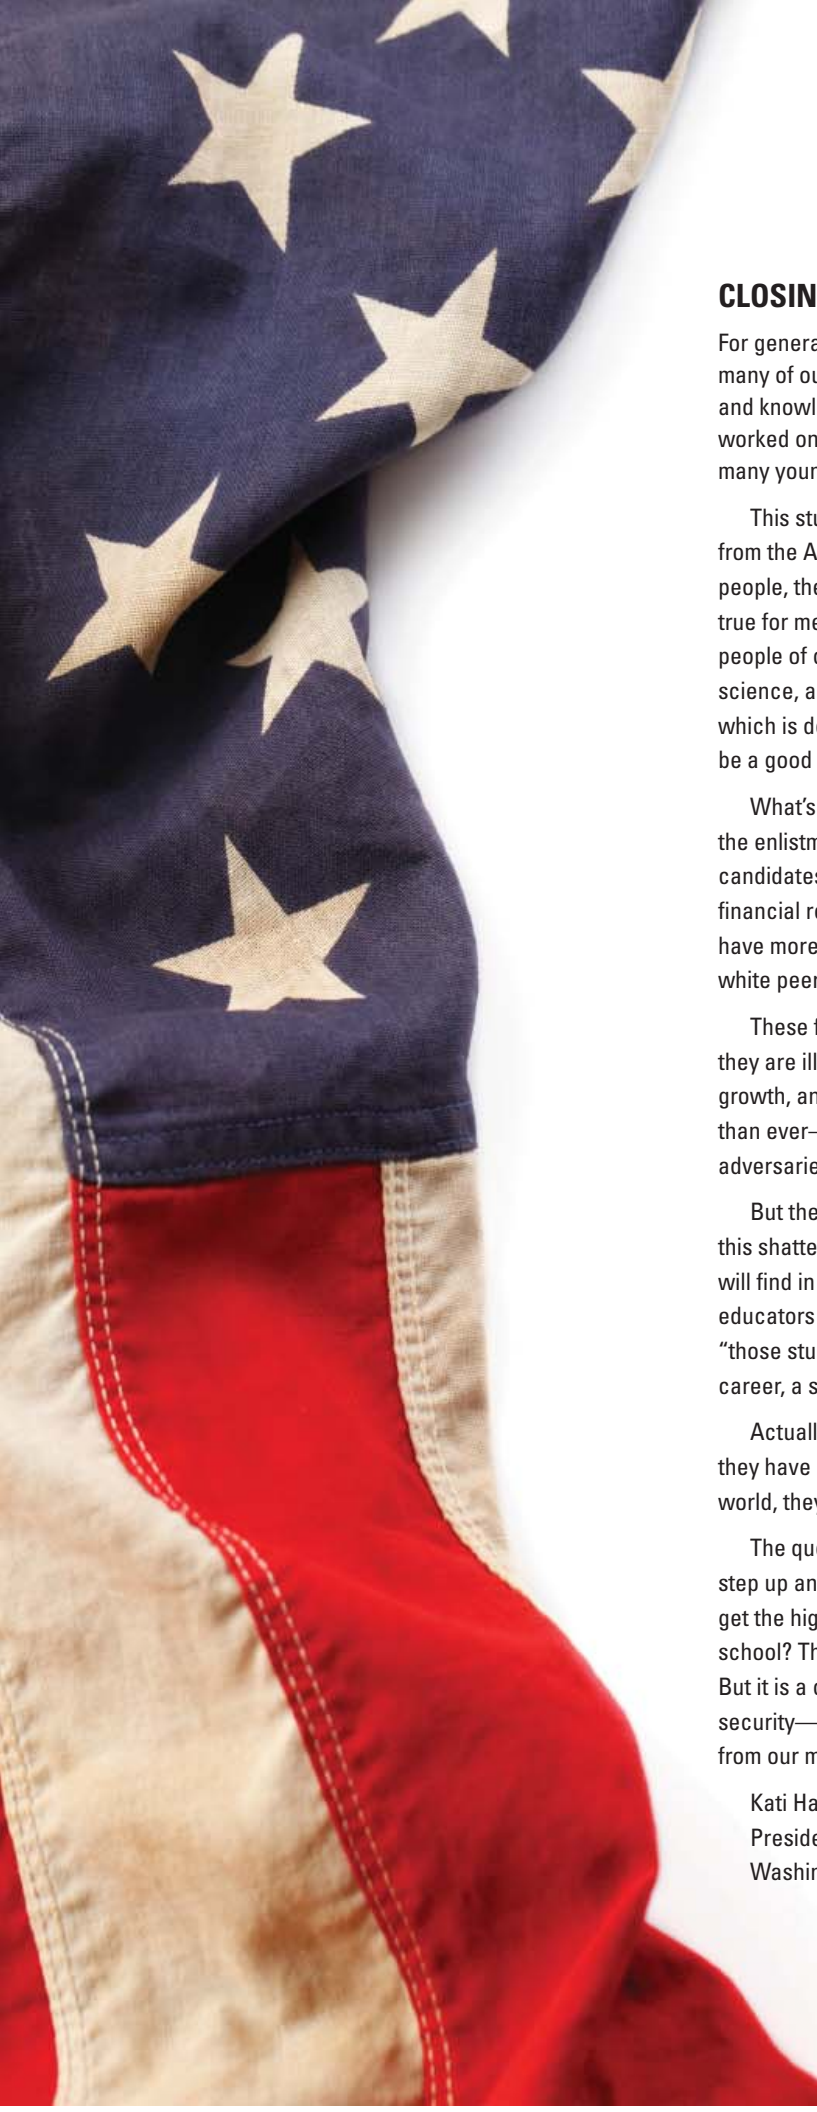 CLOSIN
For genera
many of ou
and knowl
worked on
many your
This stu
from the A
people, the
true for me
people of c
science, a
which is de
be a good
What's
the enlistm
candidates
financial re
have more
white peer
These f
they are ill
growth, an
than ever—
adversarie
But the
this shatte
will find in
educators
“those stu
career, a s
Actuall
they have
world, they
The que
step up an
get the hig
school? Th
But it is a c
security—
from our m
Kati Ha
Preside
Washin